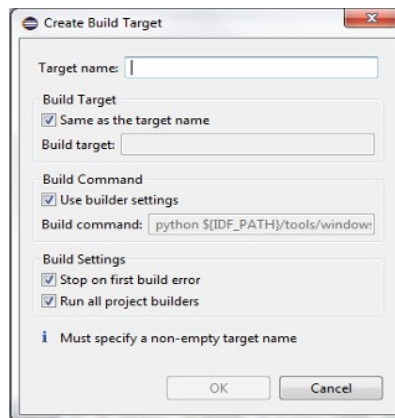 Create Build Target
Target name:
Build Target
Same as the target name
Build target:
Build Command
Use builder settings
Build command: python ${IDF_PATH}/tools/windows
Build Settings
Stop on first build error
Run all project builders
i Must specify a non-empty target name
OK Cancel